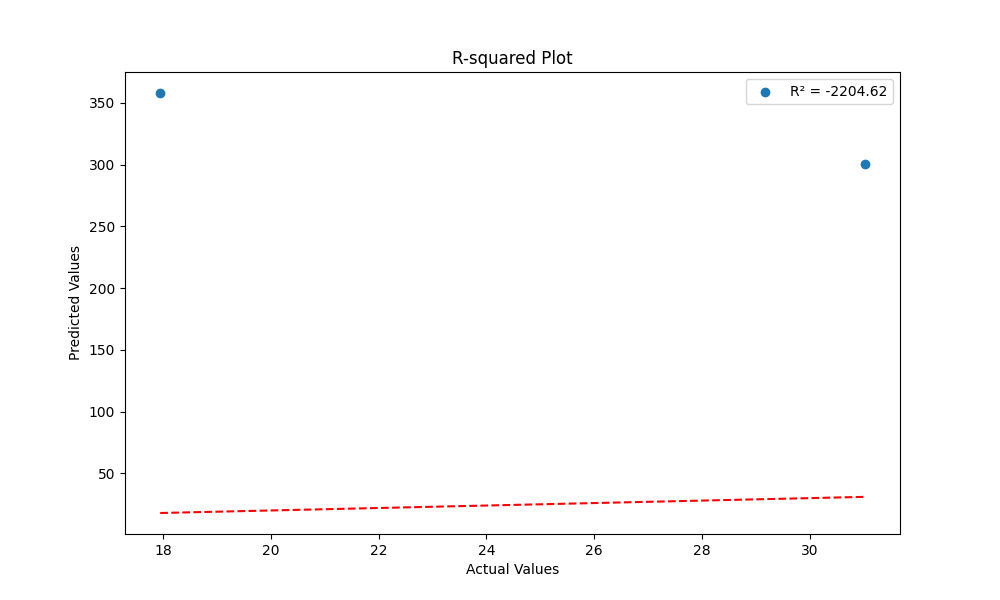 R-squared Plot
R² = -2204.62
Predicted Values
350
300
250
200
150
100
50
18 20 22 24 26 28 30
Actual Values